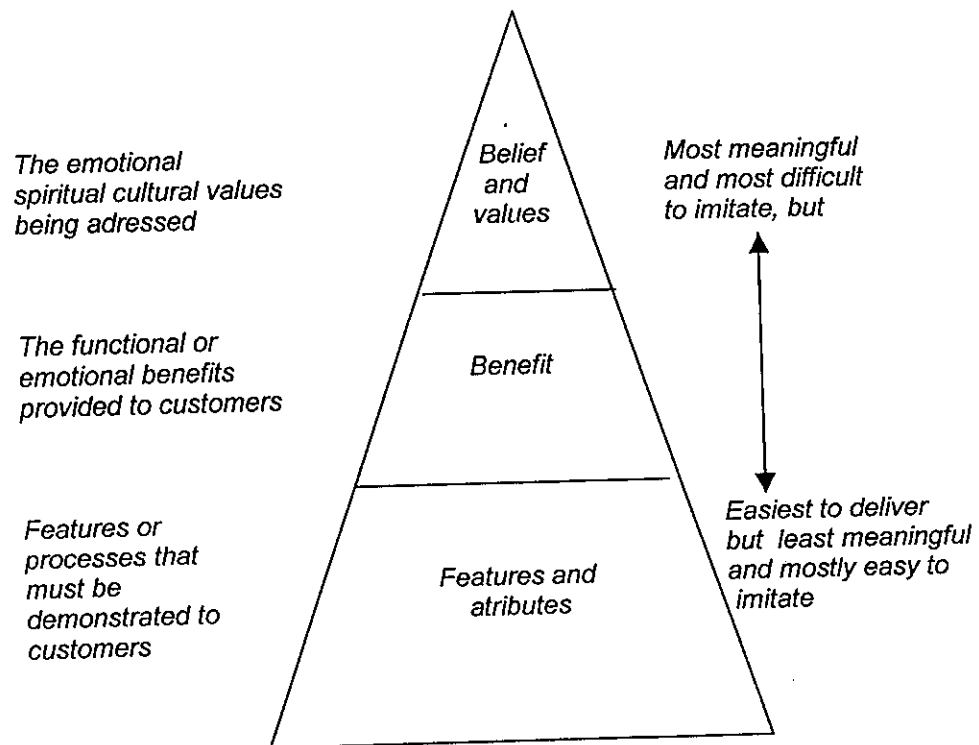 The emotional
spiritual cultural values
being adressed
Belief
and
values
Most meaningful
and most difficult
to imitate, but
The functional or
emotional benefits
provided to customers
Benefit
Features or
processes that
must be
demonstrated to
customers
Features and
atributes
Easiest to deliver
but least meaningful
and mostly easy to
imitate